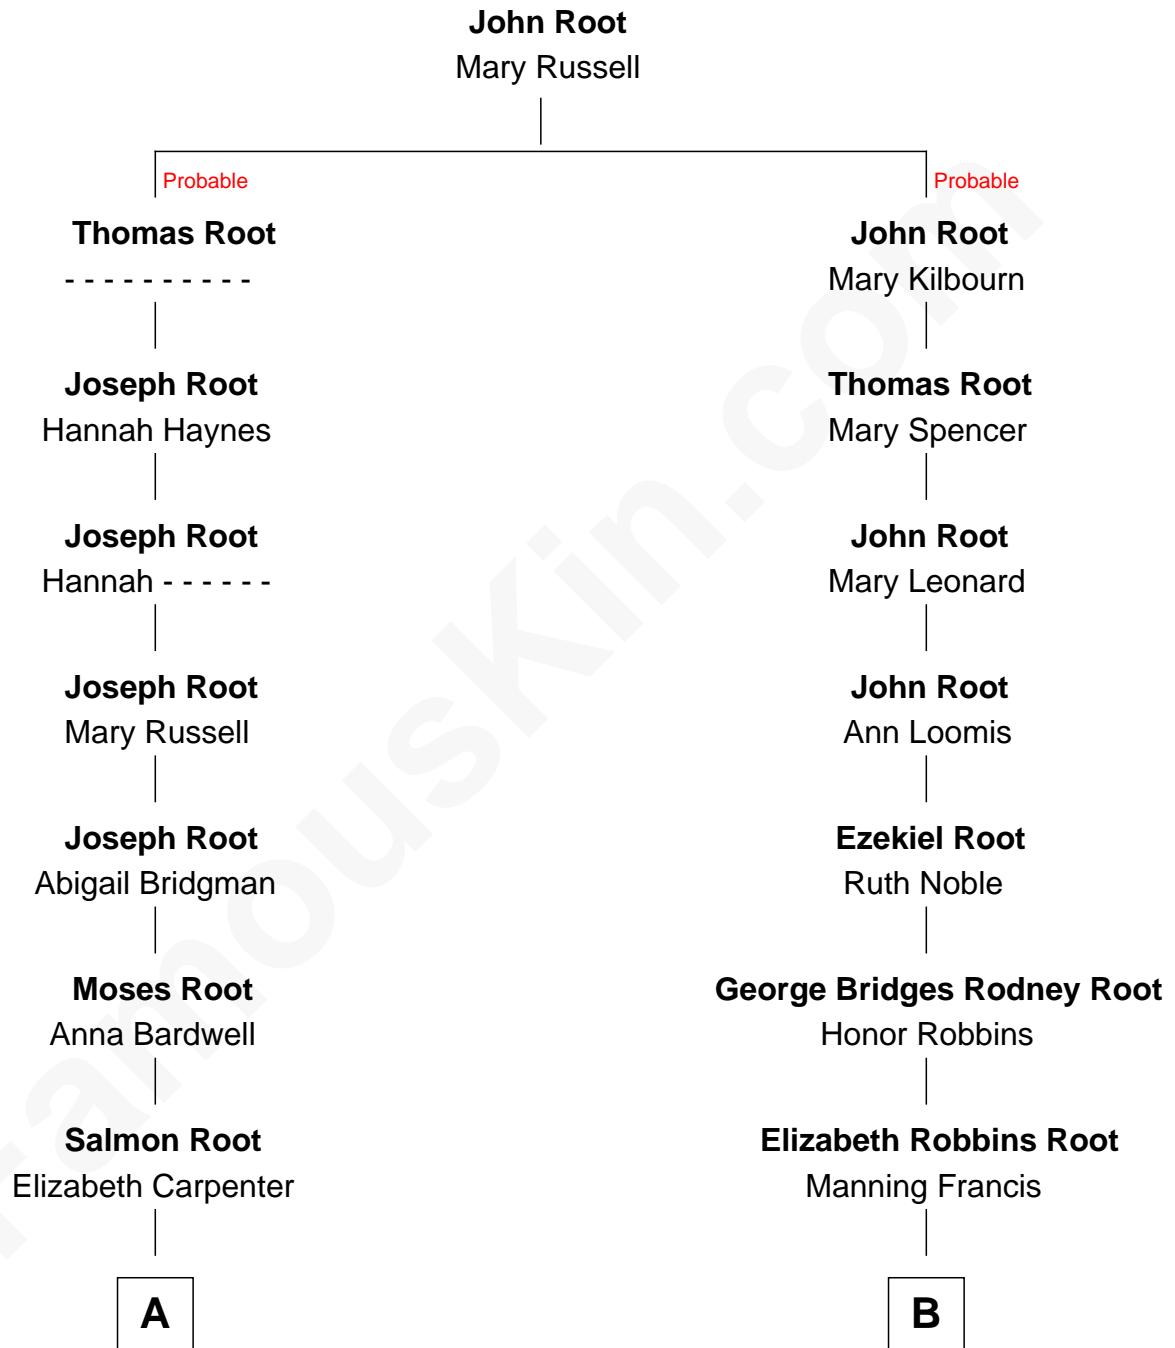 John Root
Mary Russell
Probable
Probable
Thomas Root
- - - - - - - - - -
John Root
Mary Kilbourn
Joseph Root
Hannah Haynes
Thomas Root
Mary Spencer
Joseph Root
Hannah - - - - - -
John Root
Mary Leonard
Joseph Root
Mary Russell
John Root
Ann Loomis
Joseph Root
Abigail Bridgman
Ezekiel Root
Ruth Noble
Moses Root
Anna Bardwell
George Bridges Rodney Root
Honor Robbins
Salmon Root
Elizabeth Carpenter
Elizabeth Robbins Root
Manning Francis
A
B
FamousKin.com